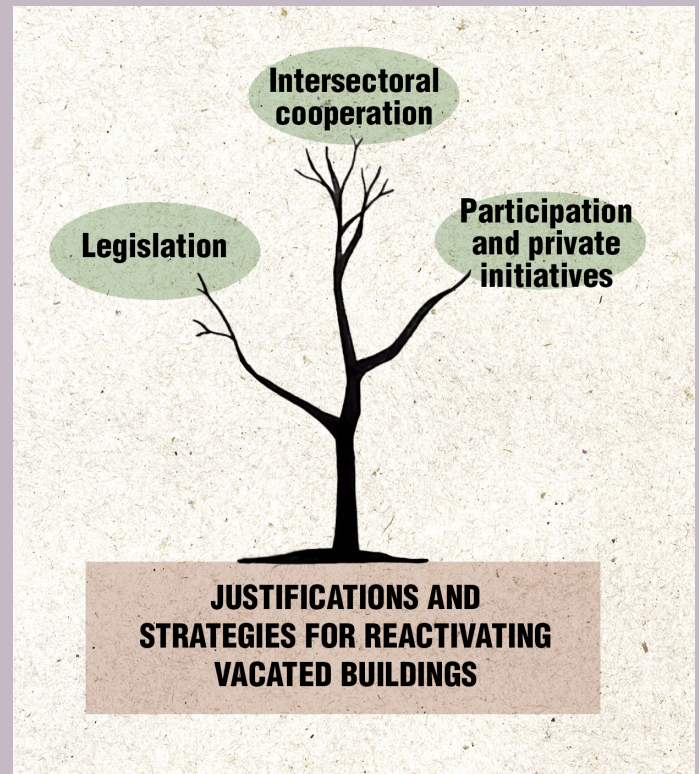 Intersectoral
cooperation
Legislation
Participation
and private
initiatives
JUSTIFICATIONS AND
STRATEGIES FOR REACTIVATING
VACATED BUILDINGS